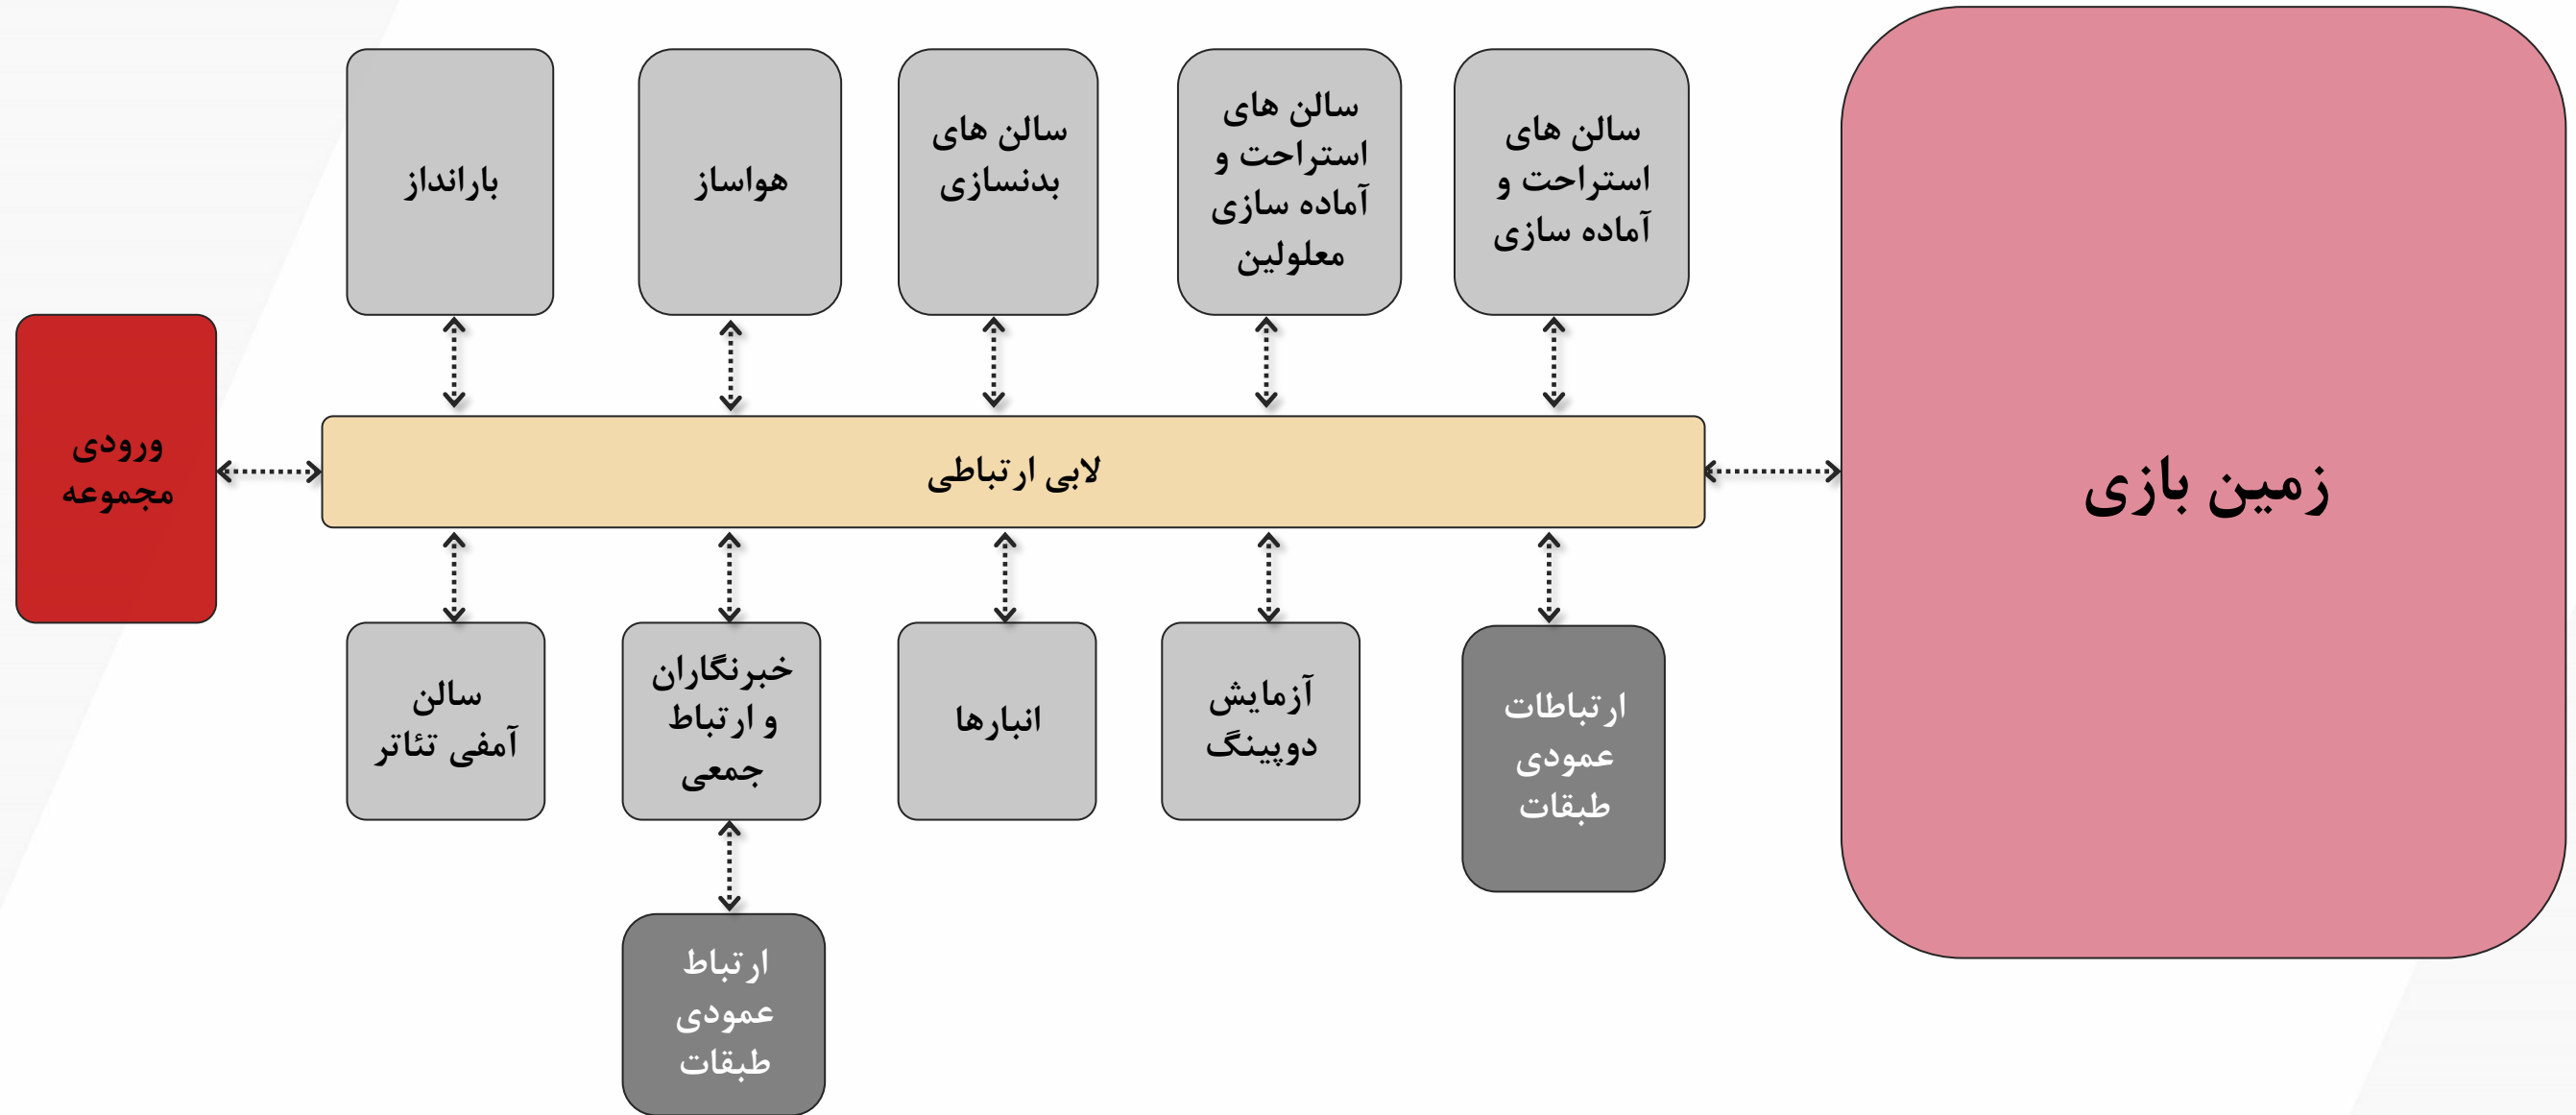 سالن های
استراحت و
آماده سازی
سالن های
استراحت و
آماده سازی
معلولین
سالن های
بدنسازی
هواساز
بارانداز
زمین بازی
لابی ارتباطی
ورودی
مجموعه
ارتباطات
عمودی
طبقات
آزمایش
دوپینگ
انبارها
خبرنگاران
و ارتباط
جمعی
سالن
آمفی تئاتر
ارتباط
عمودی
طبقات